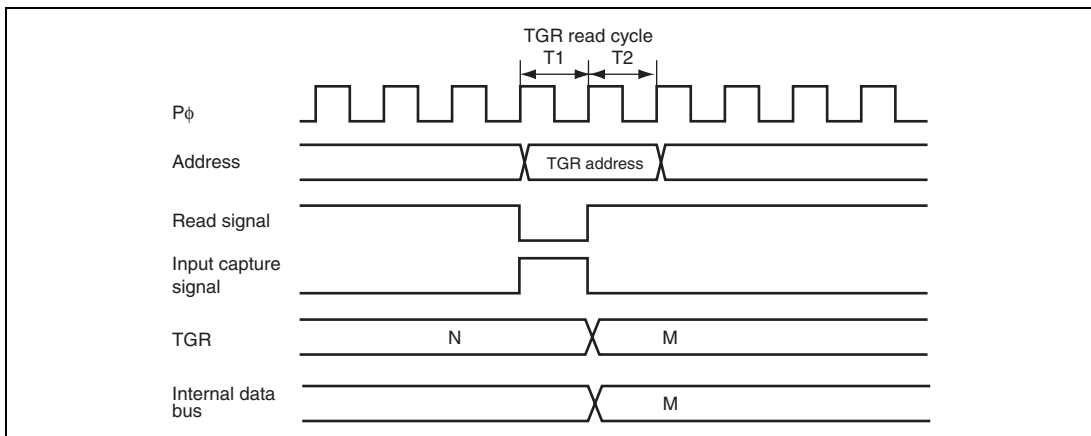 TGR read cycle
T1 T2
Pϕ
Address
TGR address
Read signal
Input capture
signal
TGR
N M
Internal data
bus
M